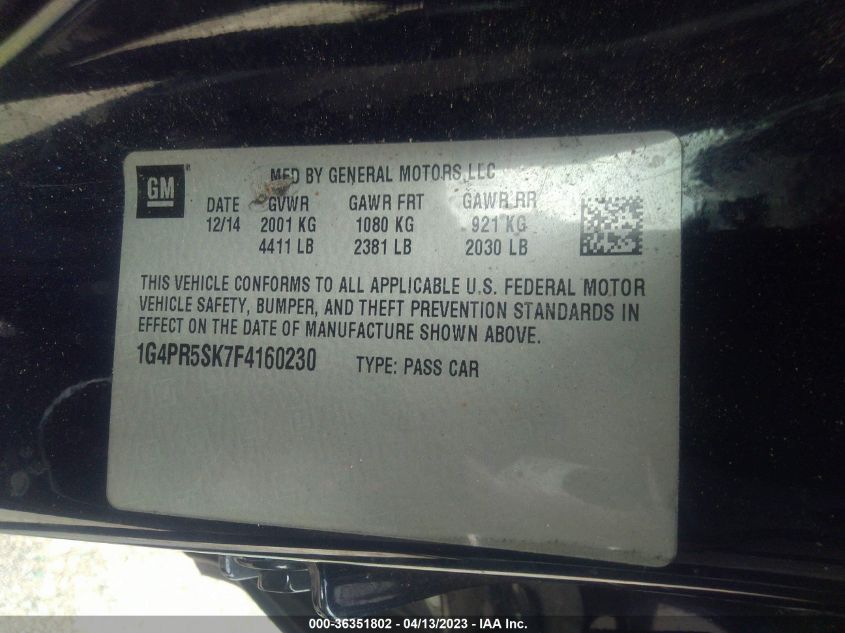 GM®
MFD BY GENERAL MOTORS LLC
DATE GVWR GAWR FRT GAWR RR
12/14 2001 KG 1080 KG 921 KG
4411 LB 2381 LB 2030 LB
THIS VEHICLE CONFORMS TO ALL APPLICABLE U.S. FEDERAL MOTOR
VEHICLE SAFETY, BUMPER, AND THEFT PREVENTION STANDARDS IN
EFFECT ON THE DATE OF MANUFACTURE SHOWN ABOVE.
1G4PR5SK7F4160230 TYPE: PASS CAR
000-36351802 - 04/13/2023 - IAA Inc.